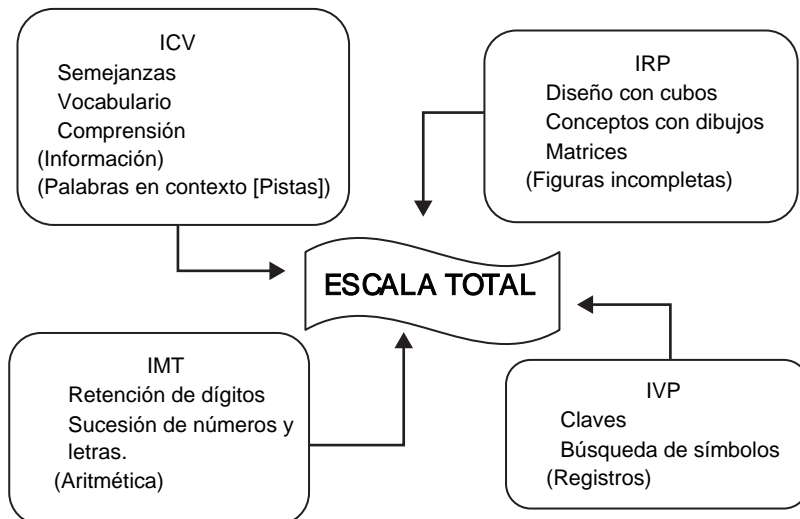 ICV
Semejanzas
Vocabulario
Comprensión
(Información)
(Palabras en contexto [Pistas])
IRP
Diseño con cubos
Conceptos con dibujos
Matrices
(Figuras incompletas)
ESCALA TOTAL
IMT
Retención de dígitos
Sucesión de números y
letras.
(Aritmética)
IVP
Claves
Búsqueda de símbolos
(Registros)